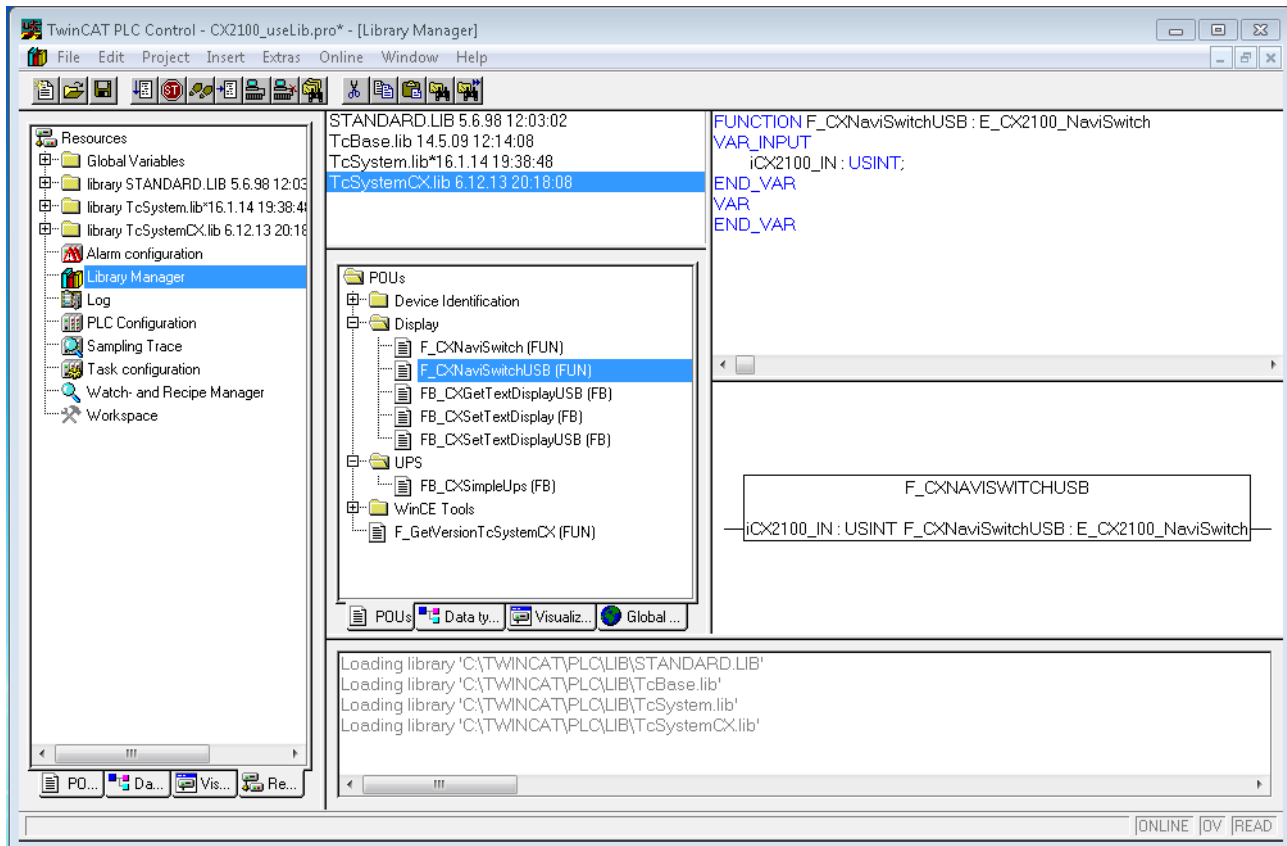 TwinCAT PLC Control - CX2100_useLib.pro* - [Library Manager]
File Edit Project Insert Extras Online Window Help
Resources
Global Variables
library STANDARD.LIB 5.6.98 12:03
library TcSystem.lib*16.1.14 19:38:48
library TcSystemCX.lib 6.12.13 20:18
Alarm configuration
Library Manager
Log
PLC Configuration
Sampling Trace
Task configuration
Watch- and Recipe Manager
Workspace
PO...
Da...
Vis...
Re...
STANDARD.LIB 5.6.98 12:03:02
TcBase.lib 14.5.09 12:14:08
TcSystem.lib*16.1.14 19:38:48
TcSystemCX.lib 6.12.13 20:18:08
POUs
Device Identification
Display
F_CXNaviSwitch (FUN)
F_CXNaviSwitchUSB (FUN)
FB_CXGetTextDisplayUSB (FB)
FB_CXSetTextDisplay (FB)
FB_CXSetTextDisplayUSB (FB)
UPS
FB_CXSimpleUps (FB)
WinCE Tools
F_GetVersionTcSystemCX (FUN)
POUs
Data ty...
Visualiz...
Global ...
FUNCTION F_CXNaviSwitchUSB : E_CX2100_NaviSwitch
VAR_INPUT
iCX2100_IN : USINT;
END_VAR
VAR
END_VAR
F_CXNAVISWITCHUSB
iCX2100_IN : USINT F_CXNaviSwitchUSB : E_CX2100_NaviSwitch
Loading library 'C:\TWINCAT\PLC\LIB\STANDARD.LIB'
Loading library 'C:\TWINCAT\PLC\LIB\TcBase.lib'
Loading library 'C:\TWINCAT\PLC\LIB\TcSystem.lib'
Loading library 'C:\TWINCAT\PLC\LIB\TcSystemCX.lib'
ONLINE OV READ